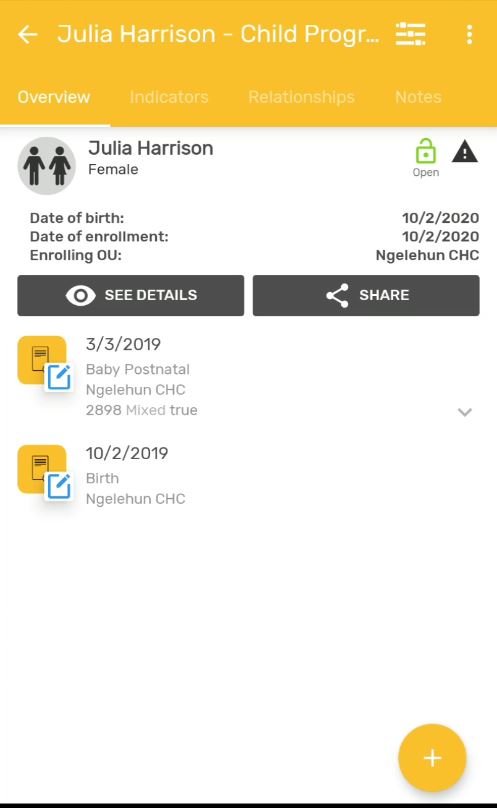 Julia Harrison - Child Progr...
Overview Indicators Relationships Notes
Julia Harrison
Female
Open
Date of birth: 10/2/2020
Date of enrollment: 10/2/2020
Enrolling OU: Ngelehun CHC
SEE DETAILS SHARE
3/3/2019
Baby Postnatal
Ngelehun CHC
2898 Mixed true
10/2/2019
Birth
Ngelehun CHC